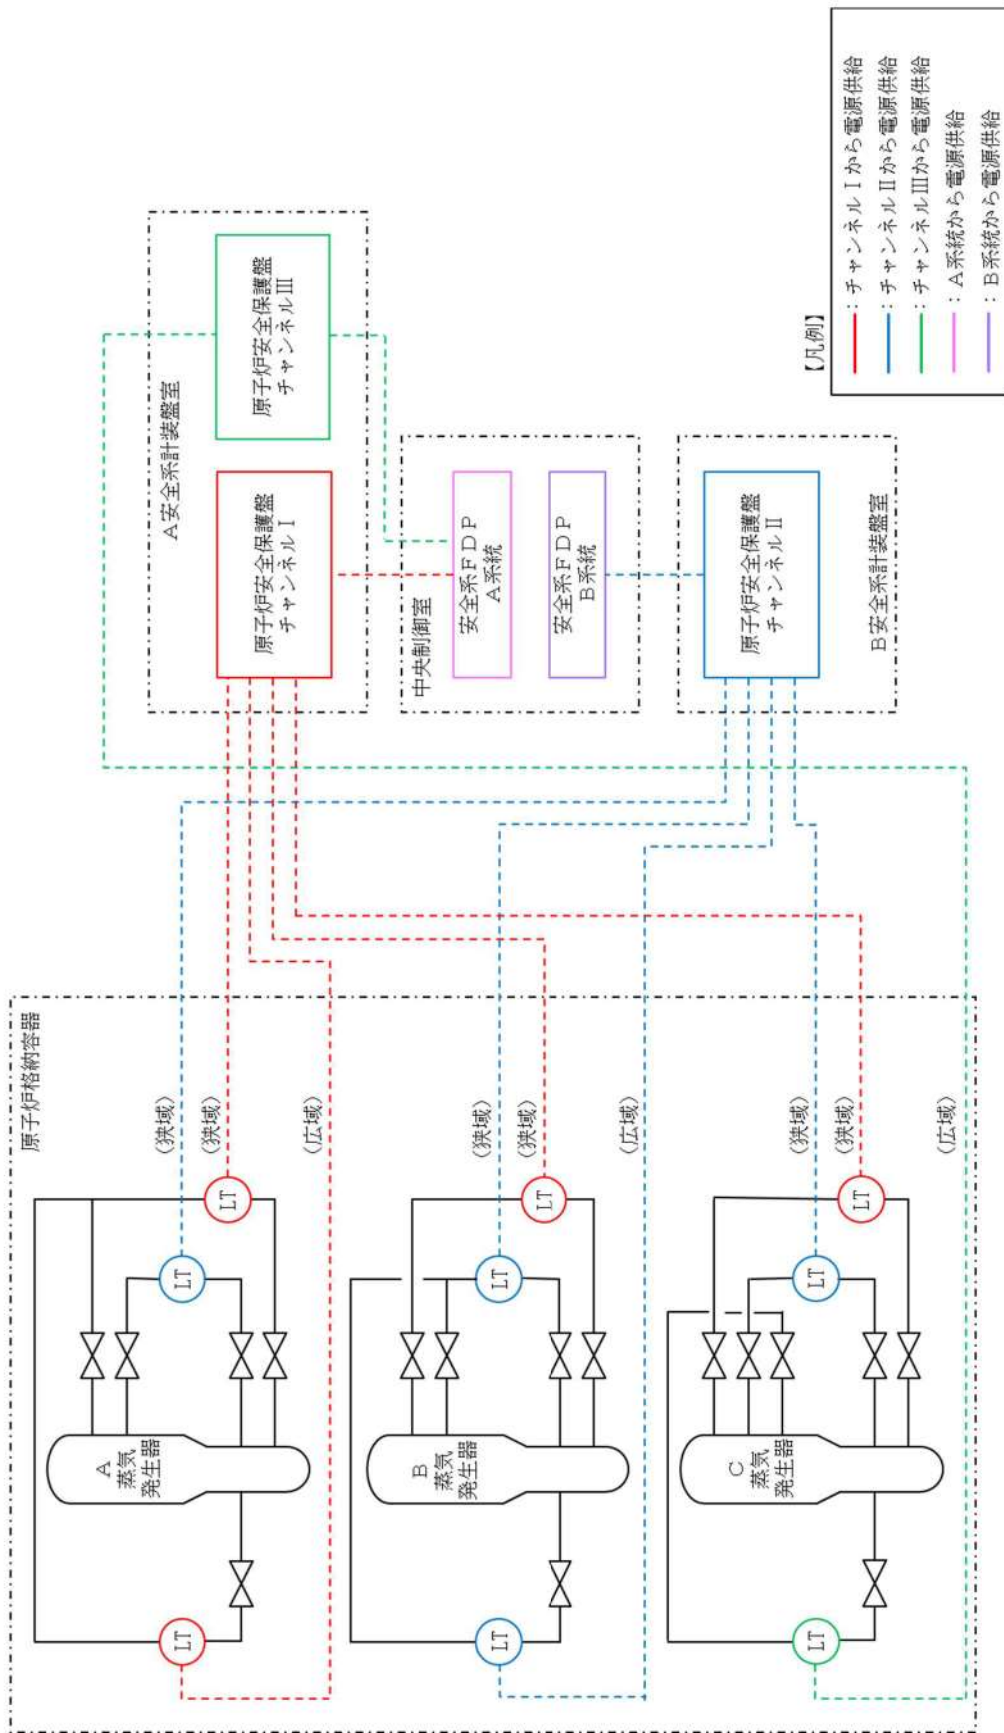 原子炉格納容器
A
蒸気
発生器
LT
LT
LT
(狭域)
(狭域)
(広域)
B
蒸気
発生器
LT
LT
LT
(狭域)
(狭域)
(広域)
C
蒸気
発生器
LT
LT
LT
(狭域)
(狭域)
(広域)
A安全系計装盤室
原子炉安全保護盤
チャンネルⅠ
原子炉安全保護盤
チャンネルⅢ
中央制御室
安全系FDP
A系統
安全系FDP
B系統
原子炉安全保護盤
チャンネルⅡ
B安全系計装盤室
【凡例】
:チャンネルⅠから電源供給
:チャンネルⅡから電源供給
:チャンネルⅢから電源供給
:A系統から電源供給
:B系統から電源供給